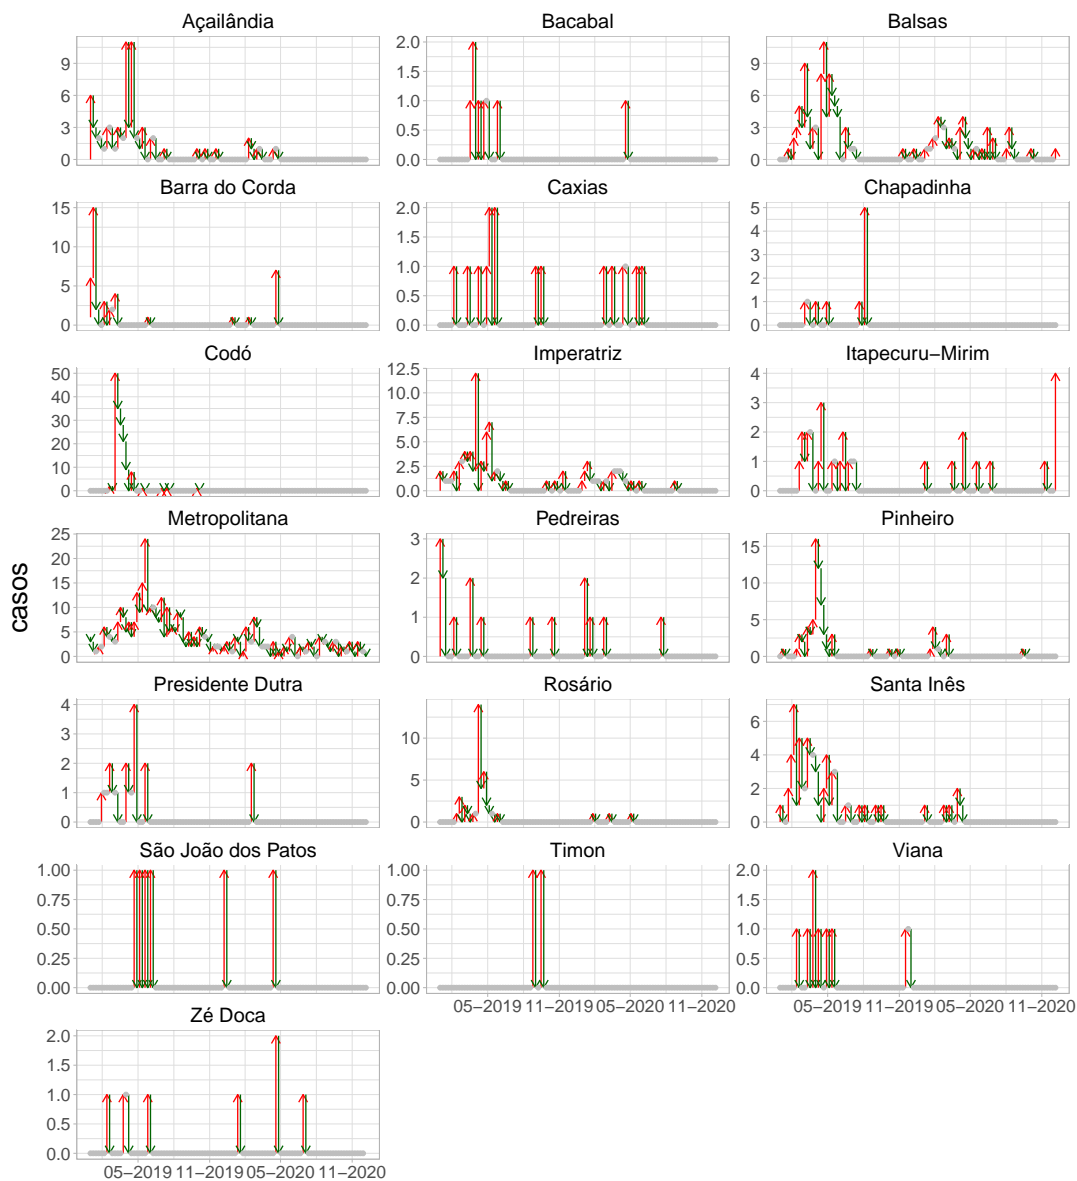 Açailândia Bacabal Balsas
9 2.0 9
6 1.5 6
3 1.0 3
0 0.5 0
0.0
Barra do Corda Caxias Chapadinha
15 2.0 5
10 1.5 4
5 1.0 3
0 0.5 2
0.0 1
0
Codó Imperatriz Itapecuru−Mirim
50 12.5 4
40 10.0 3
30 7.5 2
20 5.0 1
10 2.5 0
0 0.0
Metropolitana Pedreiras Pinheiro
25 3 15
20 2 10
15 1 5
10 0 0
5
0
casos
Presidente Dutra Rosário Santa Inês
4 10 6
3 5 4
2 0 2
1 0
0
São João dos Patos Timon Viana
1.00 1.00 2.0
0.75 0.75 1.5
0.50 0.50 1.0
0.25 0.25 0.5
0.00 0.00 0.0
05−2019 11−2019 05−2020 11−2020 05−2019 11−2019 05−2020 11−2020
Zé Doca
2.0
1.5
1.0
0.5
0.0
05−2019 11−2019 05−2020 11−2020